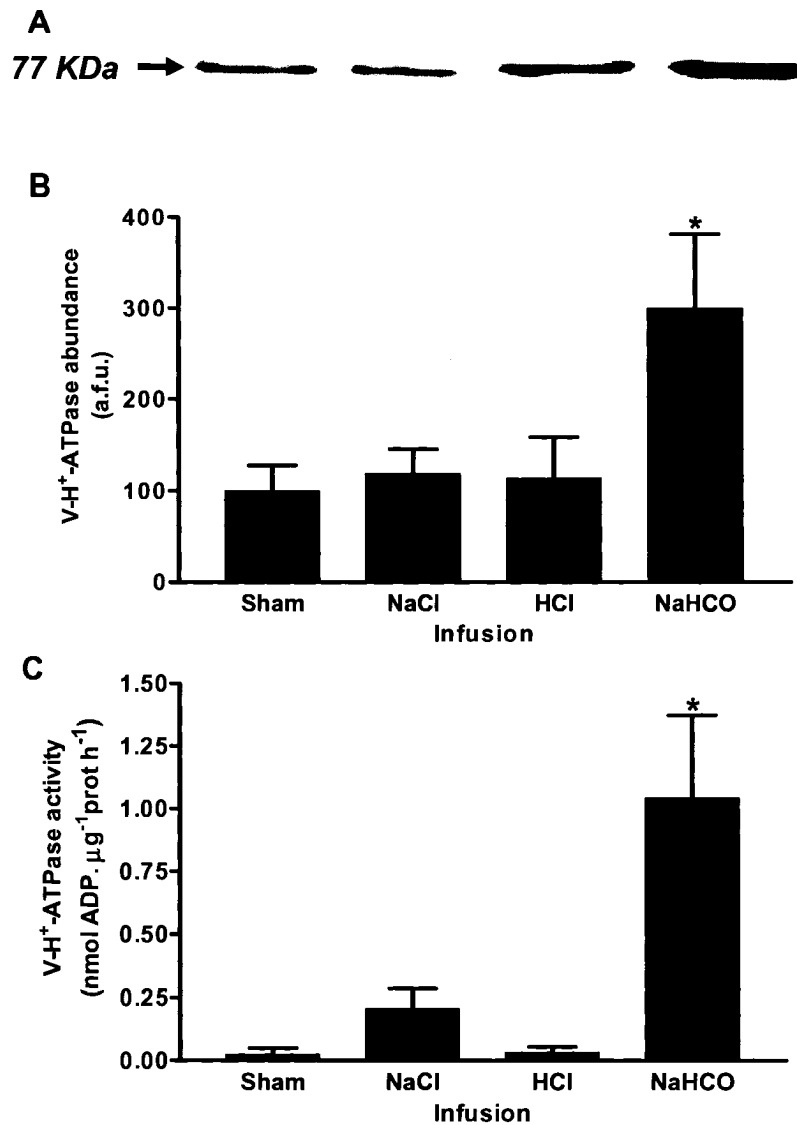 A
77 KDa
B
V-H⁺-ATPase abundance
(a.f.u.)
400
300
200
100
0
*
Sham NaCl HCl NaHCO
Infusion
C
V-H⁺-ATPase activity
(nmol ADP. μg⁻¹prot h⁻¹)
1.50
1.25
1.00
0.75
0.50
0.25
0.00
*
Sham NaCl HCl NaHCO
Infusion